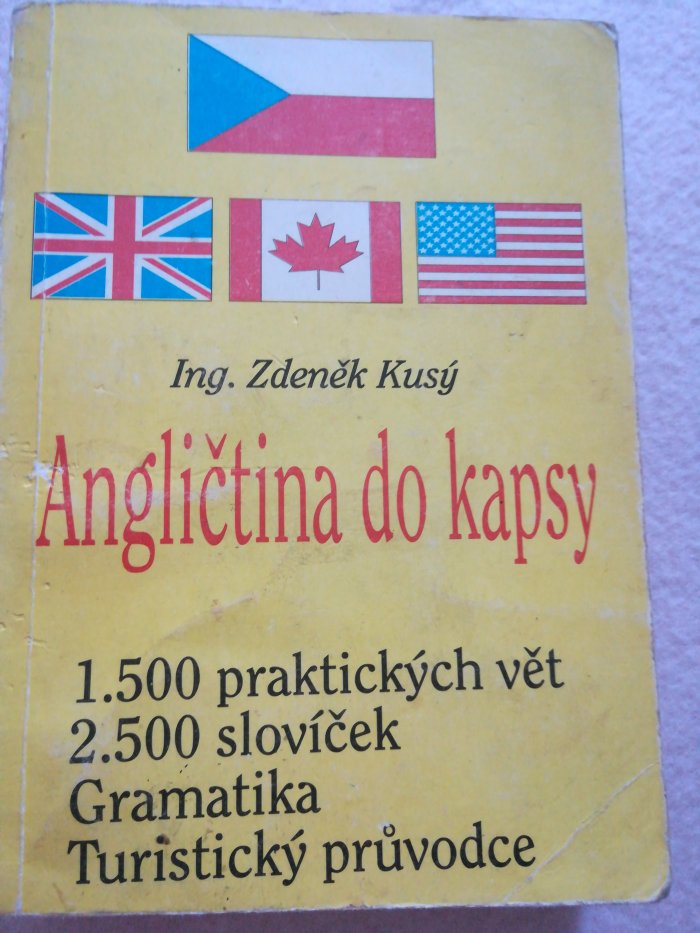 Ing. Zdeněk Kusý
Angličtina do kapsy
1.500 praktických vět
2.500 slovíček
Gramatika
Turistický průvodce